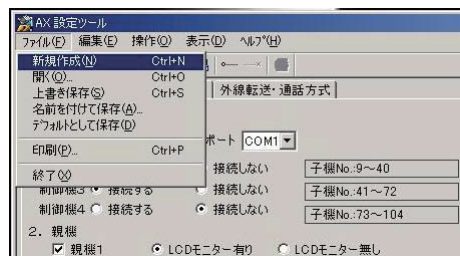 AX 設定ツール
ファイル(F) 編集(E) 操作(O) 表示(D) ヘルプ(H)
新規作成(N) Ctrl+N
開く(O)... Ctrl+O
上書き保存(S) Ctrl+S
名前を付けて保存(A)...
デフォルトとして保存(D)
印刷(P)... Ctrl+P
終了(X)
外線転送・通話方式
ポート COM1
接続しない 子機No.:9～40
制御機3 接続する 接続しない 子機No.:41～72
制御機4 接続する 接続しない 子機No.:73～104
2. 親機
親機1 LCDモニター有り LCDモニター無し